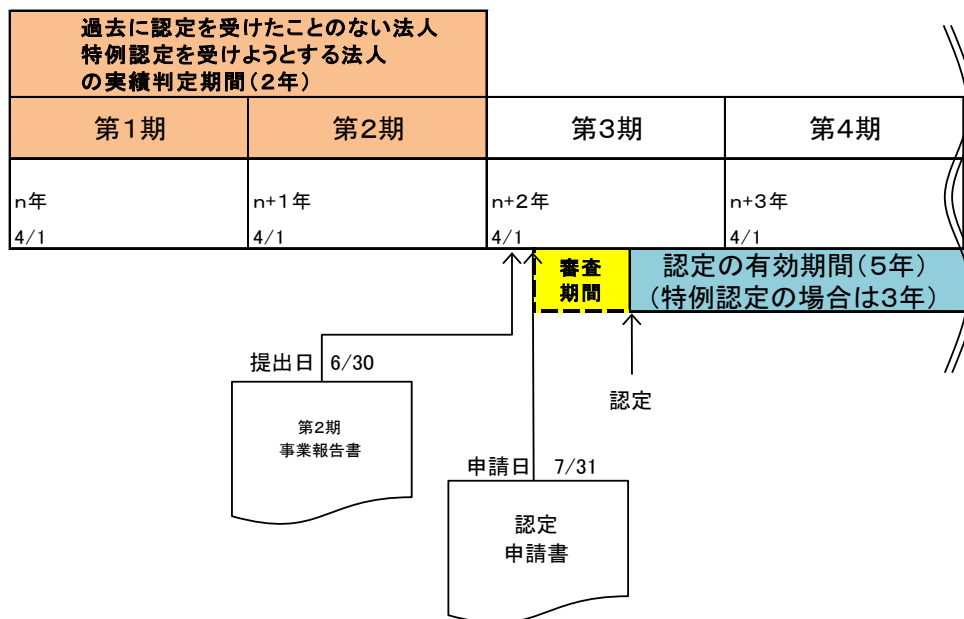 過去に認定を受けたことのない法人
特例認定を受けようとする法人
の実績判定期間（2年）
第1期
第2期
第3期
第4期
n年
4/1
n+1年
4/1
n+2年
4/1
n+3年
4/1
審査
期間
認定の有効期間（5年）
（特例認定の場合は3年）
提出日 6/30
認定
第2期
事業報告書
申請日 7/31
認定
申請書